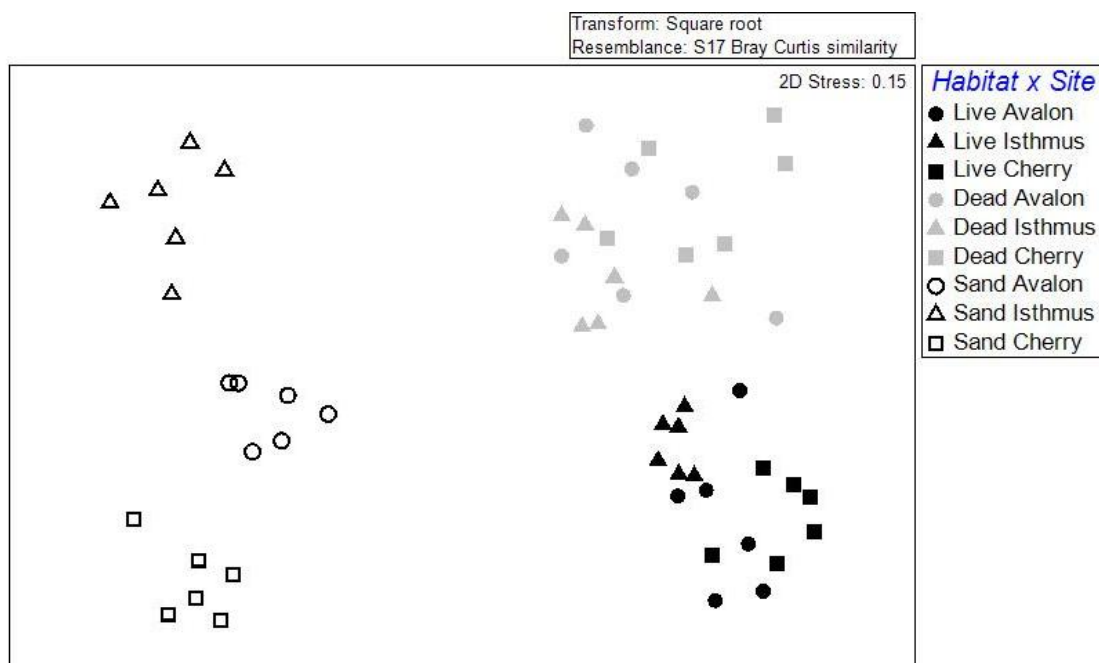 Transform: Square root
Resemblance: S17 Bray Curtis similarity
2D Stress: 0.15
Habitat x Site
Live Avalon
Live Isthmus
Live Cherry
Dead Avalon
Dead Isthmus
Dead Cherry
Sand Avalon
Sand Isthmus
Sand Cherry